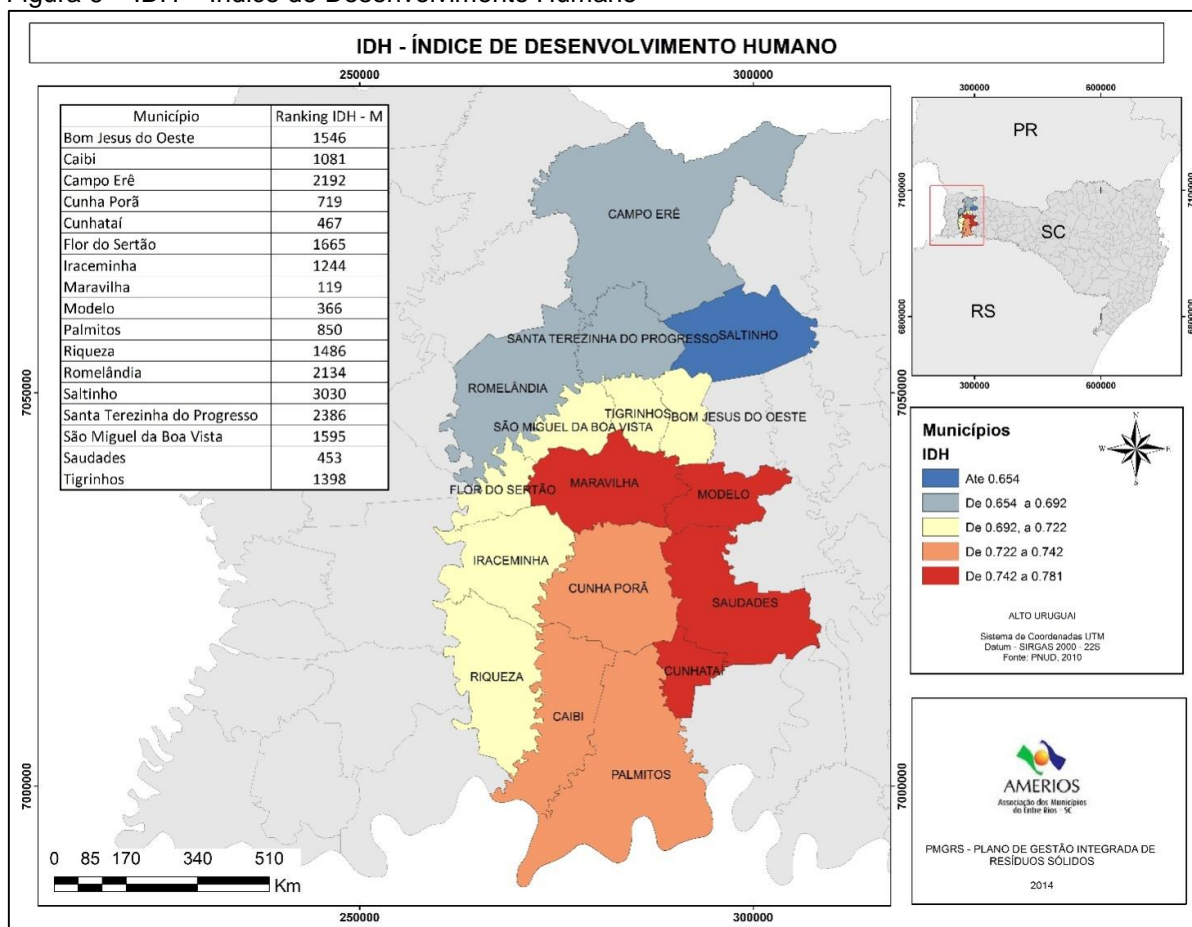 Figura 8 – IDH – Índice de Desenvolvimento Humano
IDH - ÍNDICE DE DESENVOLVIMENTO HUMANO
250000 300000
Município Ranking IDH - M
Bom Jesus do Oeste 1546
Caibi 1081
Campo Erê 2192
Cunha Porã 719
Cunhataí 467
Flor do Sertão 1665
Iraceminha 1244
Maravilha 119
Modelo 366
Palmitos 850
Riqueza 1486
Romelândia 2134
Saltinho 3030
Santa Terezinha do Progresso 2386
São Miguel da Boa Vista 1595
Saudades 453
Tigrinhos 1398
CAMPO ERÊ
SANTA TEREZINHA DO PROGRESSO
SALTINHO
ROMELÂNDIA
TIGRINHOS
BOM JESUS DO OESTE
SÃO MIGUEL DA BOA VISTA
MARAVILHA
MODELO
FLOR DO SERTÃO
IRACEMINHA
CUNHA PORÃ
SAUDADES
CUNHATAÍ
RIQUEZA
CAIBI
PALMITOS
7050000 7050000
7000000 7000000
0 85 170 340 510
Km
250000 300000
300000 600000
PR
7100000 7100000
SC
RS
6800000 6800000
300000 600000
Municípios
IDH
N
W E
S
Ate 0.654
De 0.654 a 0.692
De 0.692, a 0.722
De 0.722 a 0.742
De 0.742 a 0.781
ALTO URUGUAI
Sistema de Coordenadas UTM
Datum - SIRGAS 2000 - 22S
Fonte: PNUD, 2010
AMERIOS
Associação dos Municípios
do Entre Rios - SC
PMGRS - PLANO DE GESTÃO INTEGRADA DE
RESÍDUOS SÓLIDOS
2014